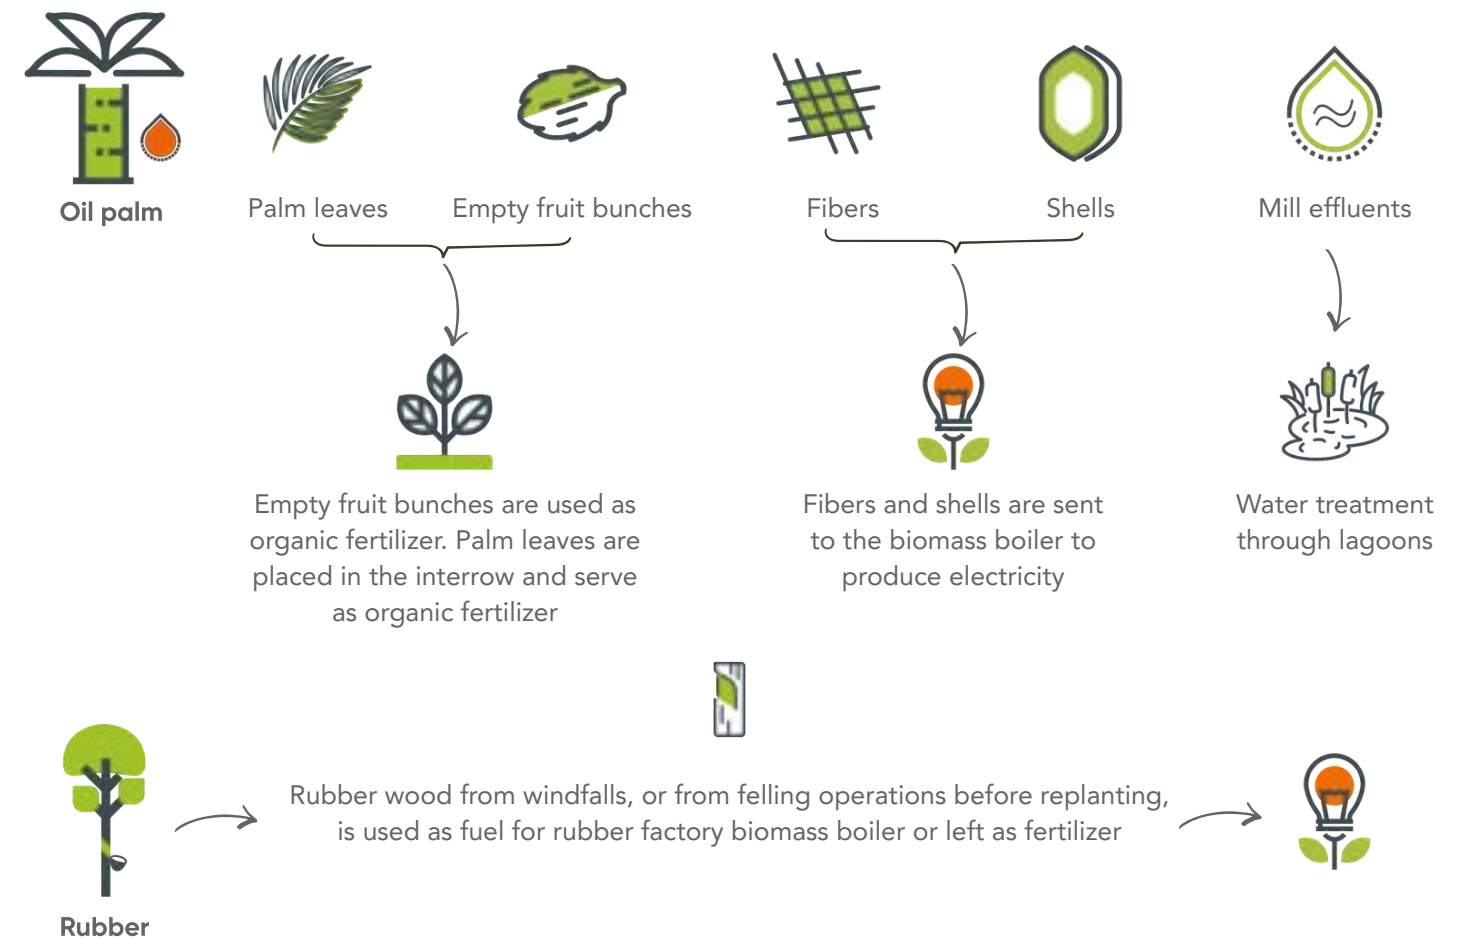 Oil palm
Palm leaves
Empty fruit bunches
Fibers
Shells
Mill effluents
Empty fruit bunches are used as
organic fertilizer. Palm leaves are
placed in the interrow and serve
as organic fertilizer
Fibers and shells are sent
to the biomass boiler to
produce electricity
Water treatment
through lagoons
Rubber wood from windfalls, or from felling operations before replanting,
is used as fuel for rubber factory biomass boiler or left as fertilizer
Rubber